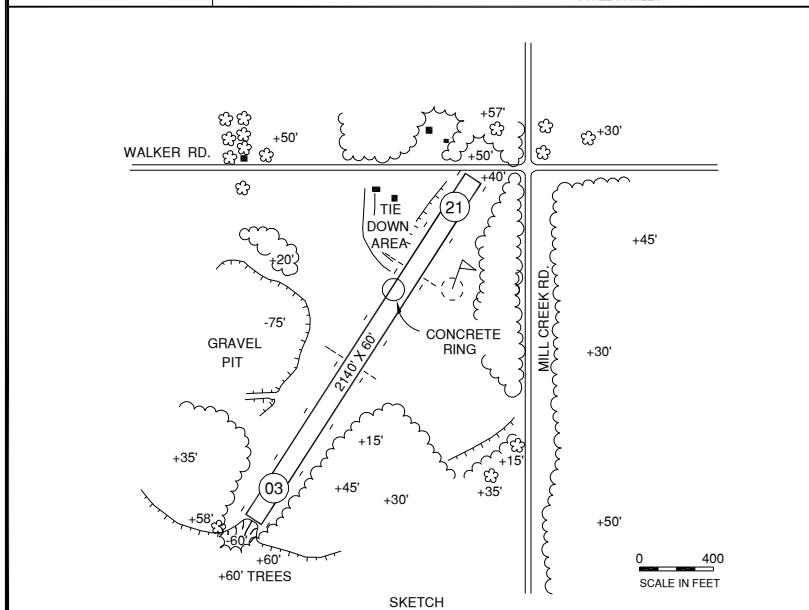 +57'
+50'
+30'
WALKER RD.
+50'
+40'
21
TIE
DOWN
AREA
+45'
+20'
-75'
CONCRETE
RING
MILL CREEK RD.
GRAVEL
PIT
+30'
2140' X 60'
+15'
+35'
+15'
03
+45'
+30'
+35'
+58'
+50'
-60'
+60'
+60' TREES
0 400
SCALE IN FEET
SKETCH